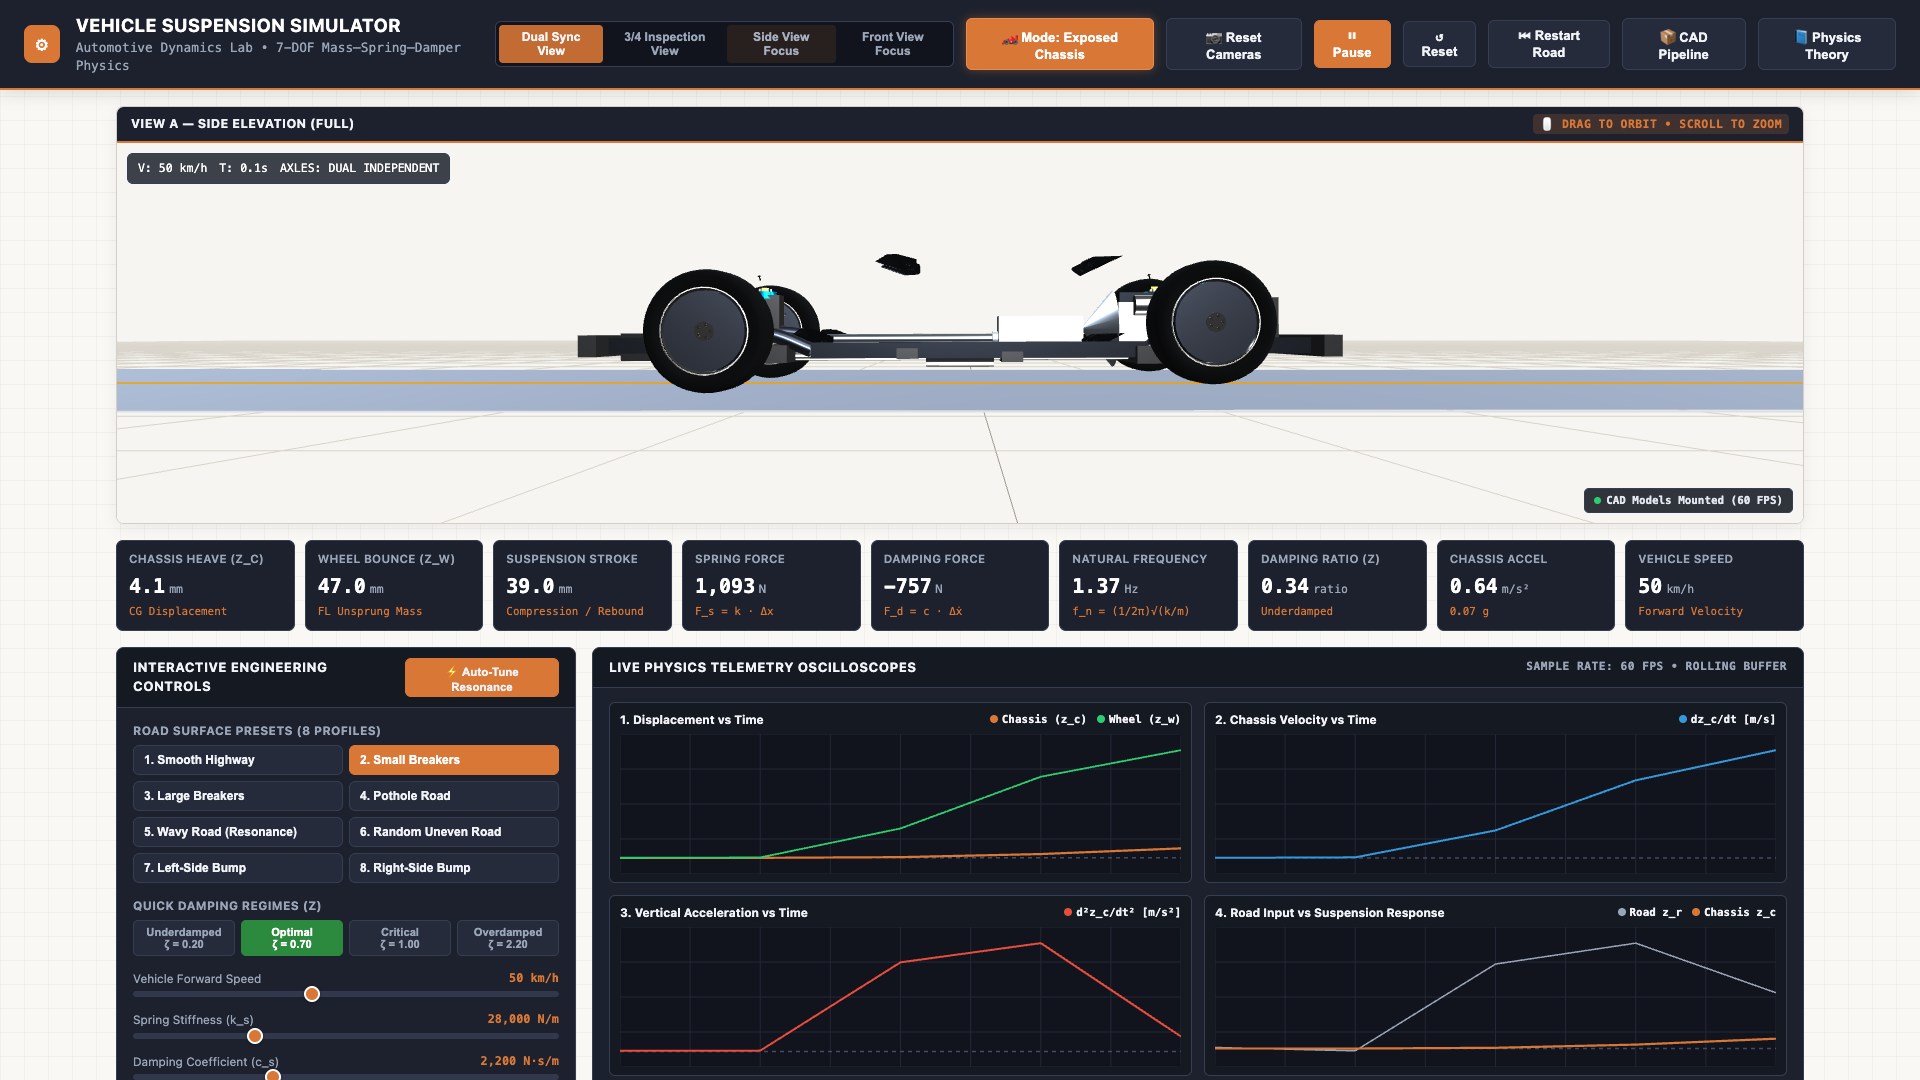 VEHICLE SUSPENSION SIMULATOR
Automotive Dynamics Lab • 7-DOF Mass–Spring–Damper
Physics
Dual Sync
View
3/4 Inspection
View
Side View
Focus
Front View
Focus
Mode: Exposed
Chassis
Reset
Cameras
Pause
Reset
Restart
Road
CAD
Pipeline
Physics
Theory
VIEW A — SIDE ELEVATION (FULL)
DRAG TO ORBIT • SCROLL TO ZOOM
V: 50 km/h T: 0.1s AXLES: DUAL INDEPENDENT
CAD Models Mounted (60 FPS)
CHASSIS HEAVE (Z_C)
4.1 mm
CG Displacement
WHEEL BOUNCE (Z_W)
47.0 mm
FL Unsprung Mass
SUSPENSION STROKE
39.0 mm
Compression / Rebound
SPRING FORCE
1,093 N
F_s = k · Δx
DAMPING FORCE
−757 N
F_d = c · Δẋ
NATURAL FREQUENCY
1.37 Hz
f_n = (1/2π)√(k/m)
DAMPING RATIO (Ζ)
0.34 ratio
Underdamped
CHASSIS ACCEL
0.64 m/s²
0.07 g
VEHICLE SPEED
50 km/h
Forward Velocity
INTERACTIVE ENGINEERING
CONTROLS
⚡ Auto-Tune
Resonance
ROAD SURFACE PRESETS (8 PROFILES)
1. Smooth Highway
2. Small Breakers
3. Large Breakers
4. Pothole Road
5. Wavy Road (Resonance)
6. Random Uneven Road
7. Left-Side Bump
8. Right-Side Bump
QUICK DAMPING REGIMES (Ζ)
Underdamped
ζ = 0.20
Optimal
ζ = 0.70
Critical
ζ = 1.00
Overdamped
ζ = 2.20
Vehicle Forward Speed
50 km/h
Spring Stiffness (k_s)
28,000 N/m
Damping Coefficient (c_s)
2,200 N·s/m
LIVE PHYSICS TELEMETRY OSCILLOSCOPES
SAMPLE RATE: 60 FPS • ROLLING BUFFER
1. Displacement vs Time
Chassis (z_c)
Wheel (z_w)
2. Chassis Velocity vs Time
dz_c/dt [m/s]
3. Vertical Acceleration vs Time
d²z_c/dt² [m/s²]
4. Road Input vs Suspension Response
Road z_r
Chassis z_c